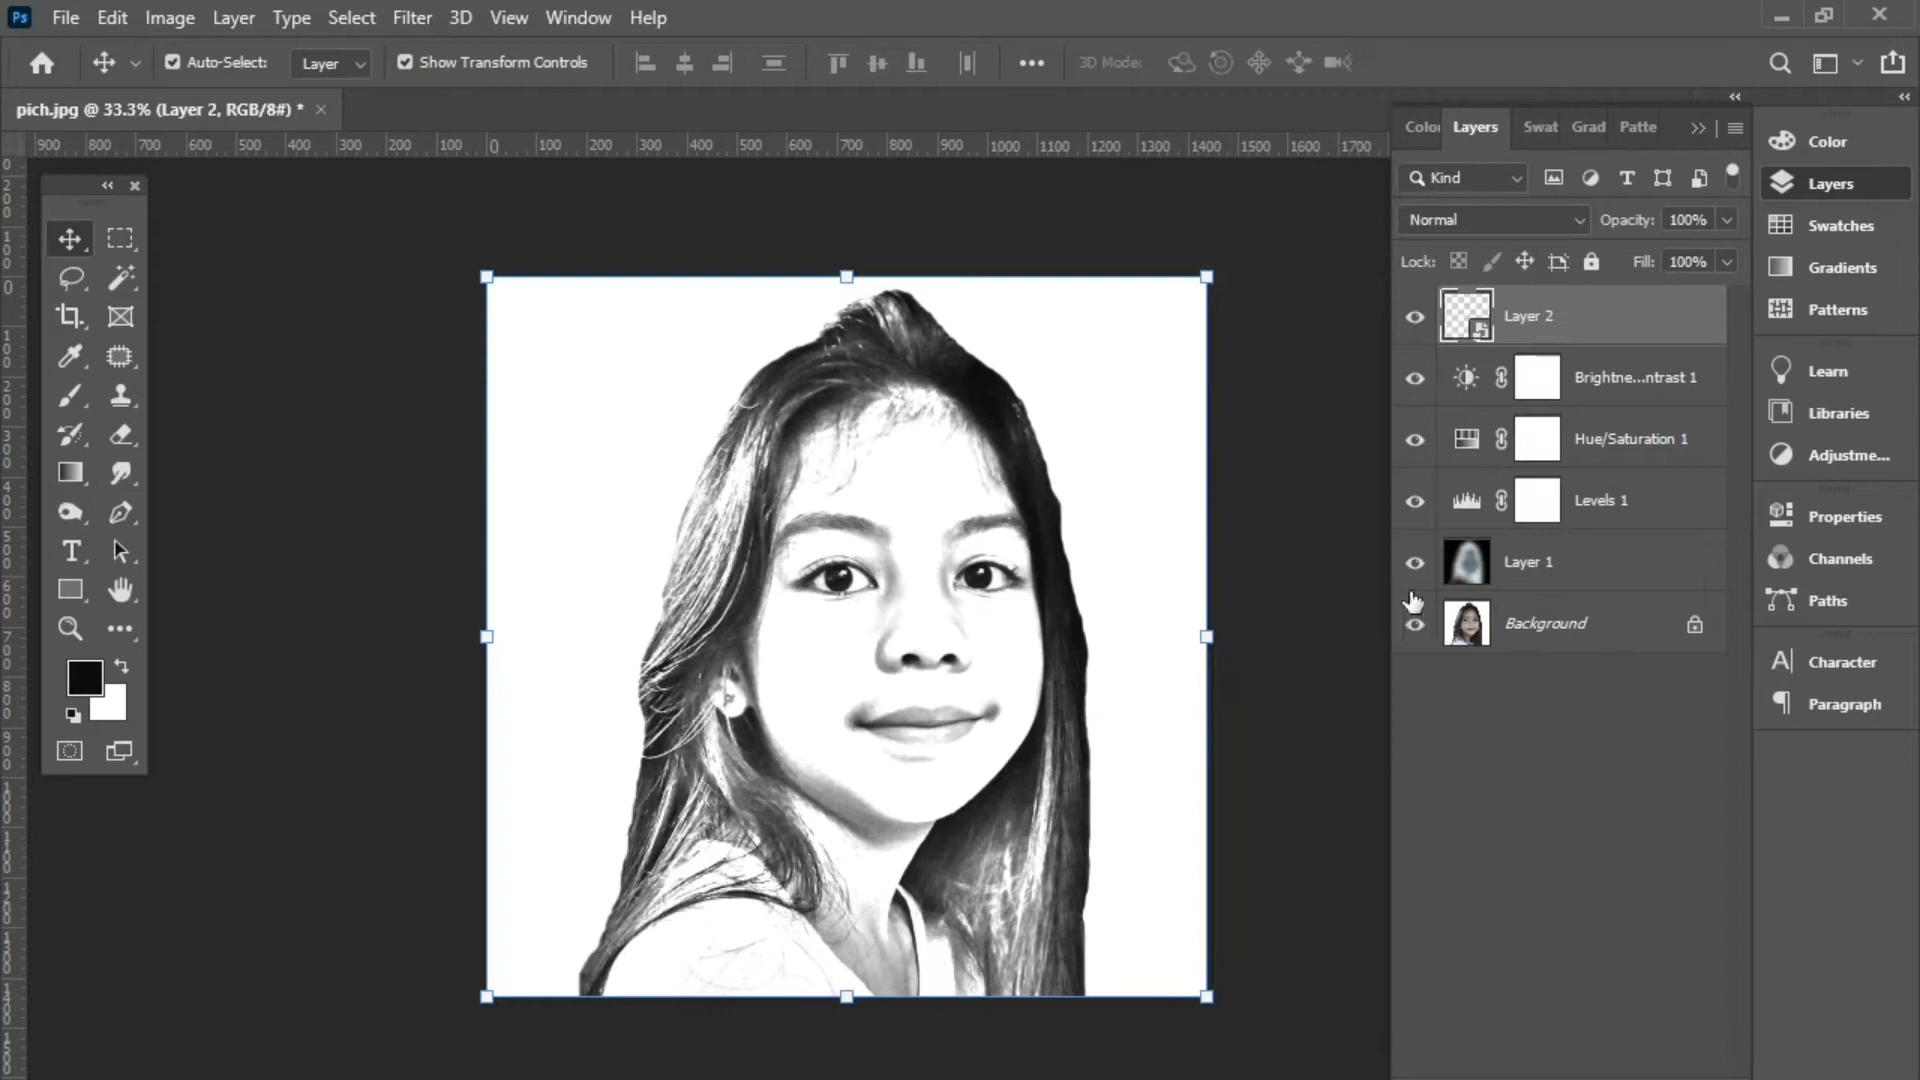 Ps File Edit Image Layer Type Select Filter 3D View Window Help
Auto-Select: Layer Show Transform Controls ••• 3D Mode:
pich.jpg @ 33.3% (Layer 2, RGB/8#) * ×
900 800 700 600 500 400 300 200 100 0 100 200 300 400 500 600 700 800 900 1000 1100 1200 1300 1400 1500 1600 1700
Color Layers Swat Grad Patte
Kind
Normal Opacity: 100%
Lock: Fill: 100%
Layer 2
Brightne...ntrast 1
Hue/Saturation 1
Levels 1
Layer 1
Background
Color
Layers
Swatches
Gradients
Patterns
Learn
Libraries
Adjustme...
Properties
Channels
Paths
Character
Paragraph